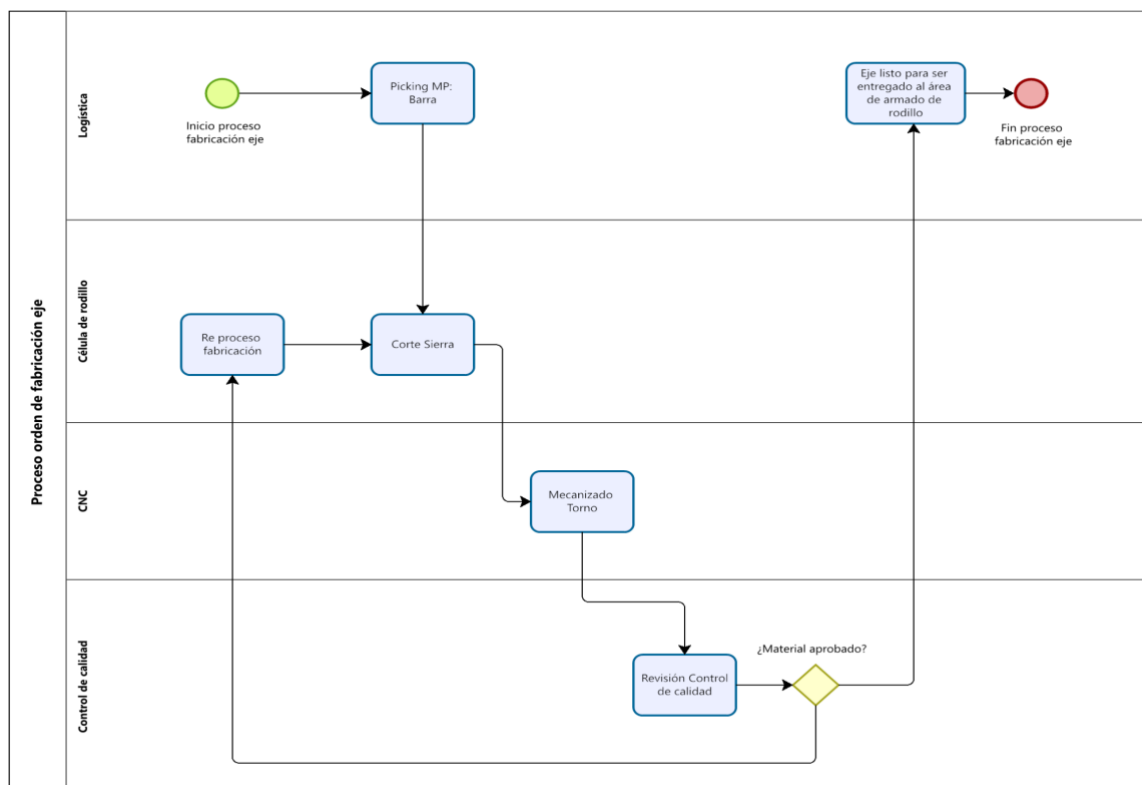 Proceso orden de fabricación eje
Logística
Inicio proceso
fabricación eje
Picking MP:
Barra
Eje listo para ser
entregado al área
de armado de
rodillo
Fin proceso
fabricación eje
Célula de rodillo
Re proceso
fabricación
Corte Sierra
CNC
Mecanizado
Torno
Control de calidad
Revisión Control
de calidad
¿Material aprobado?